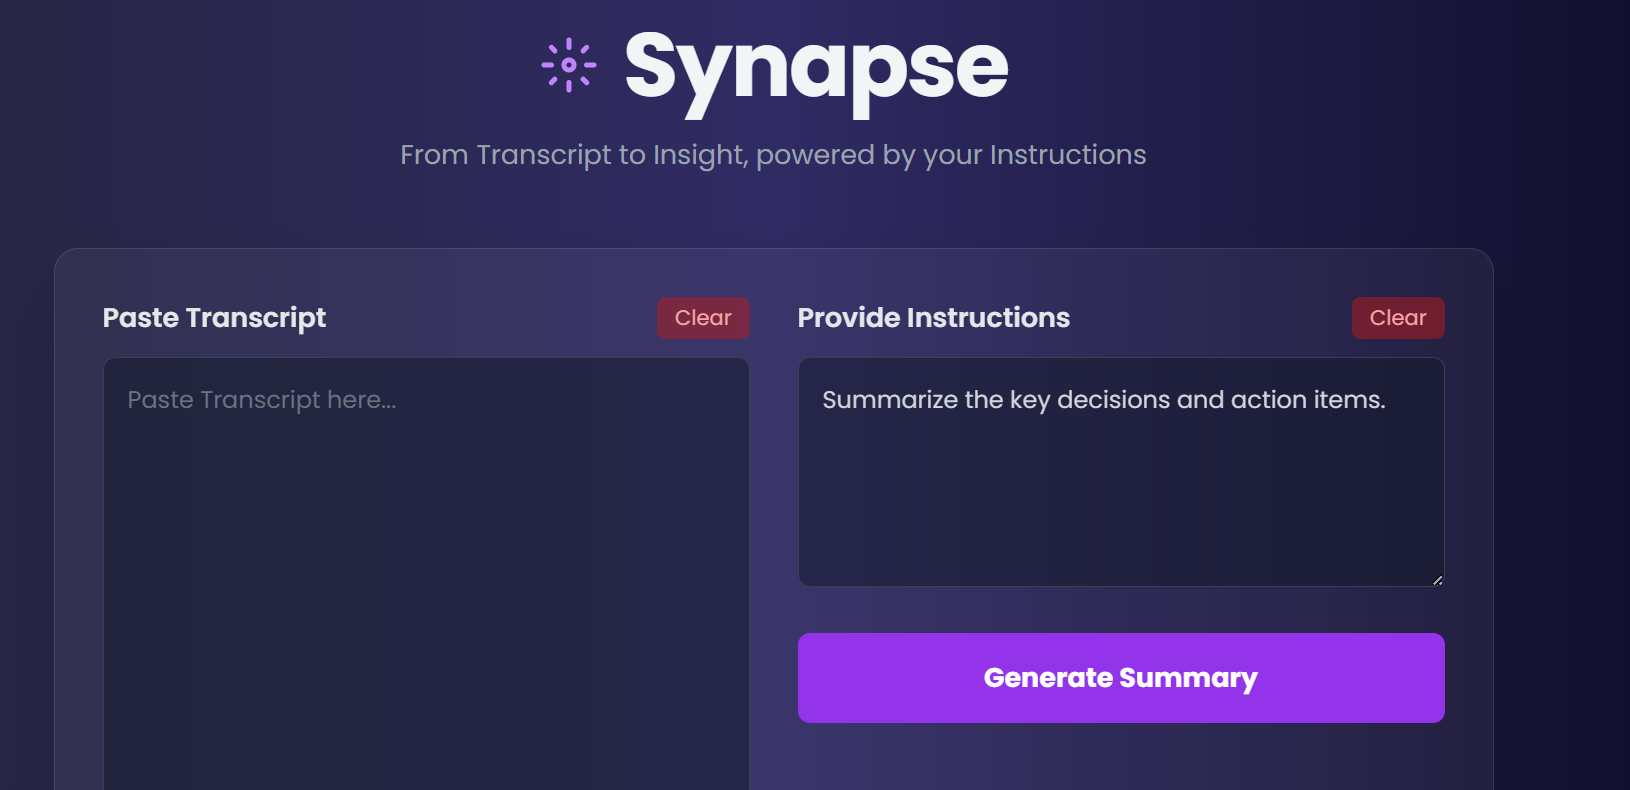 Synapse
From Transcript to Insight, powered by your Instructions
Paste Transcript
Clear
Paste Transcript here...
Provide Instructions
Clear
Summarize the key decisions and action items.
Generate Summary